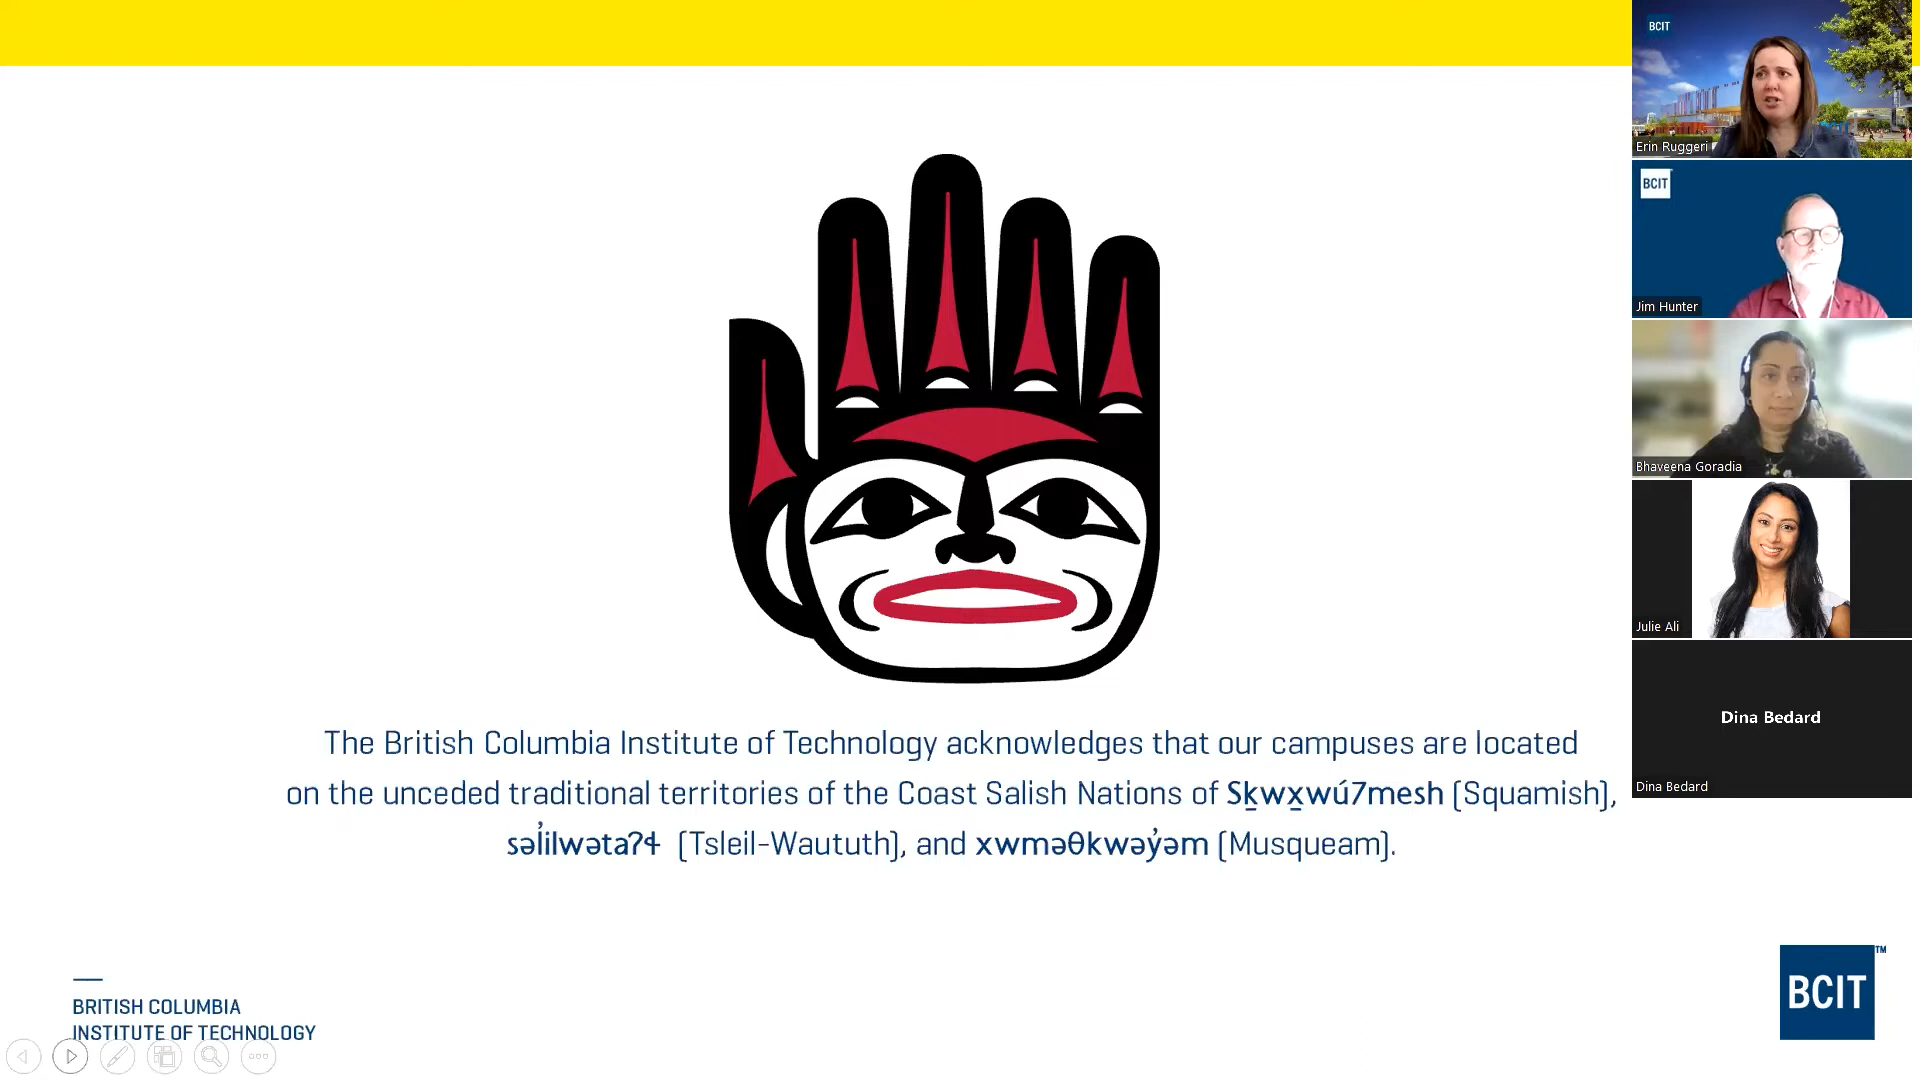 The British Columbia Institute of Technology acknowledges that our campuses are located
on the unceded traditional territories of the Coast Salish Nations of Sḵwx̱wú7mesh (Squamish),
səl̓ilwətaʔɬ (Tsleil-Waututh), and xwməθkwəy̓əm (Musqueam).
BRITISH COLUMBIA
INSTITUTE OF TECHNOLOGY
BCIT™
BCIT
Erin Ruggeri
BCIT
Jim Hunter
Bhaveena Goradia
Julie Ali
Dina Bedard
Dina Bedard